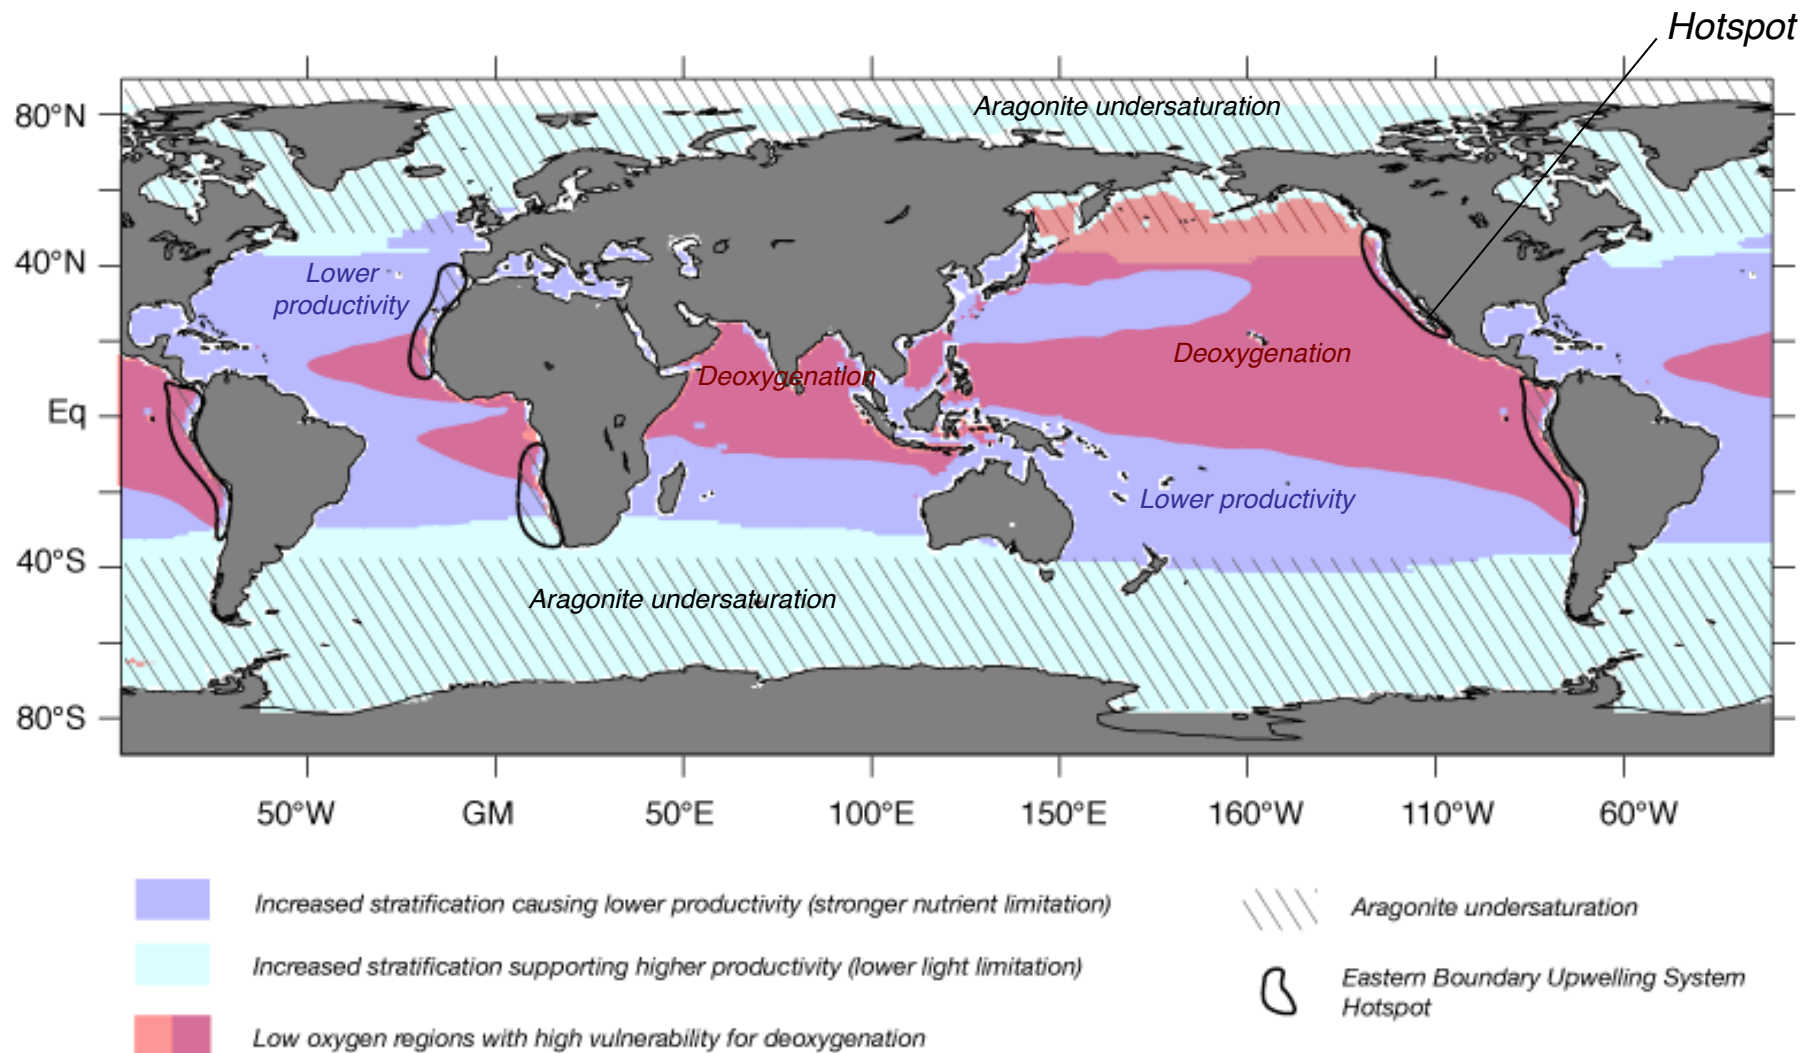 Hotspot
80°N
Aragonite undersaturation
40°N
Lower
productivity
Deoxygenation
Deoxygenation
Eq
Lower productivity
40°S
Aragonite undersaturation
80°S
50°W GM 50°E 100°E 150°E 160°W 110°W 60°W
Increased stratification causing lower productivity (stronger nutrient limitation)
Aragonite undersaturation
Increased stratification supporting higher productivity (lower light limitation)
Eastern Boundary Upwelling System
Hotspot
Low oxygen regions with high vulnerability for deoxygenation